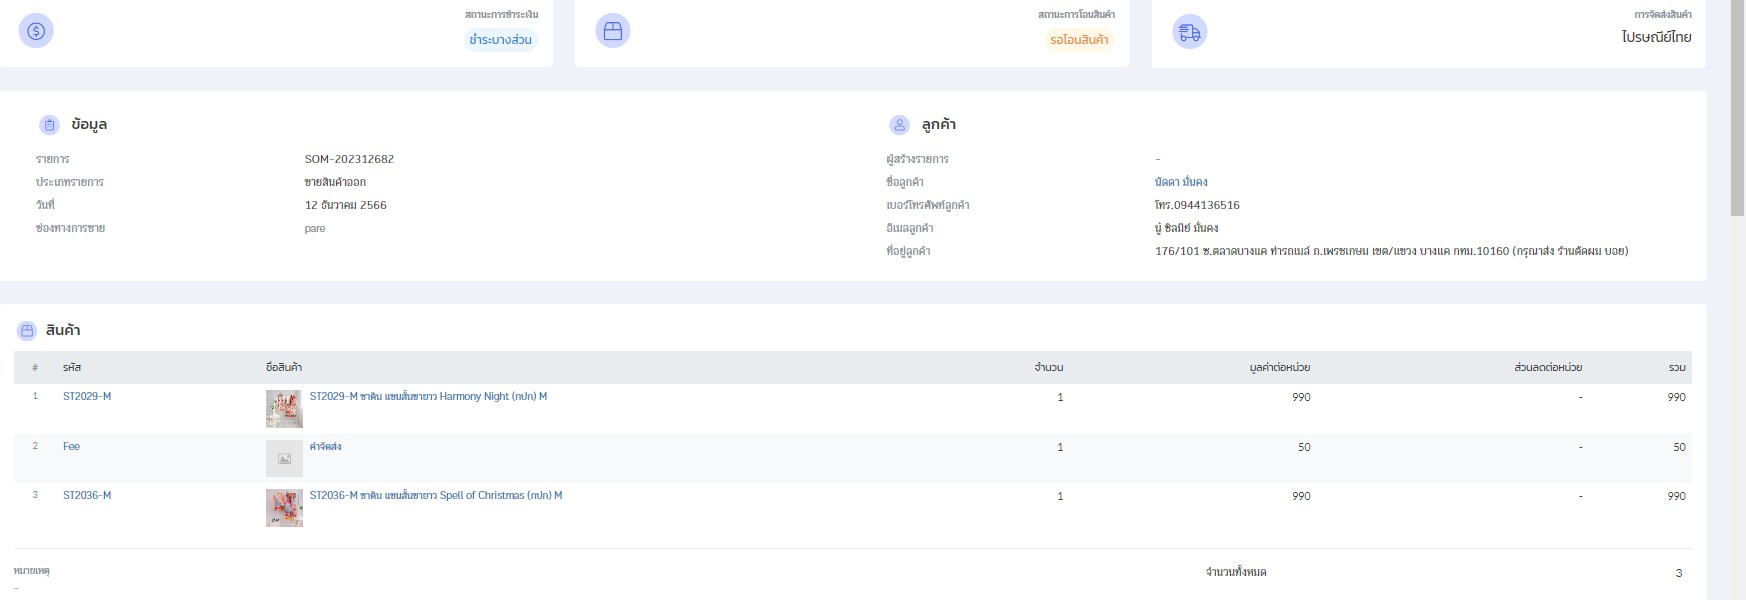 สถานะการชำระเงิน
ชำระบางส่วน
สถานะการโอนสินค้า
รอโอนสินค้า
การจัดส่งสินค้า
ไปรษณีย์ไทย
ข้อมูล
รายการ SOM-202312682
ประเภทรายการ ขายสินค้าออก
วันที่ 12 ธันวาคม 2566
ช่องทางการขาย pare
ลูกค้า
ผู้สร้างรายการ -
ชื่อลูกค้า นัดดา มั่นคง
เบอร์โทรศัพท์ลูกค้า โทร.0944136516
อีเมลลูกค้า นู๋ ซิลมีย์ มั่นคง
ที่อยู่ลูกค้า 176/101 ซ.ตลาดบางแค ท่ารถเมล์ ถ.เพรชเกษม เขต/แขวง บางแค กทม.10160 (กรุณาส่ง ร้านตัดผม บอย)
สินค้า
# รหัส ชื่อสินค้า จำนวน มูลค่าต่อหน่วย ส่วนลดต่อหน่วย รวม
1 ST2029-M ST2029-M ซาติน แขนสั้นขายาว Harmony Night (กปก) M 1 990 - 990
2 Fee ค่าจัดส่ง 1 50 - 50
3 ST2036-M ST2036-M ซาติน แขนสั้นขายาว Spell of Christmas (กปก) M 1 990 - 990
หมายเหตุ
-
จำนวนทั้งหมด 3